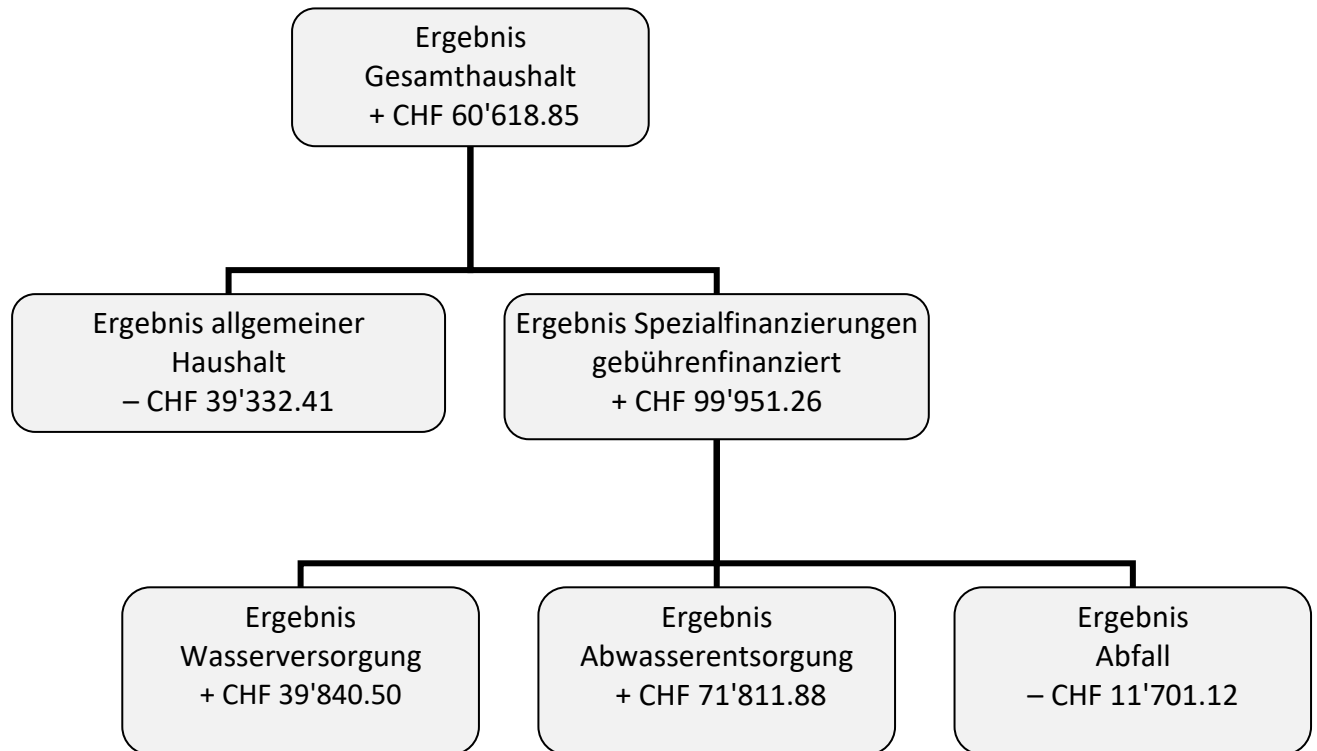 Ergebnis
Gesamthaushalt
+ CHF 60'618.85
Ergebnis allgemeiner
Haushalt
– CHF 39'332.41
Ergebnis Spezialfinanzierungen
gebührenfinanziert
+ CHF 99'951.26
Ergebnis
Wasserversorgung
+ CHF 39'840.50
Ergebnis
Abwasserentsorgung
+ CHF 71'811.88
Ergebnis
Abfall
– CHF 11'701.12